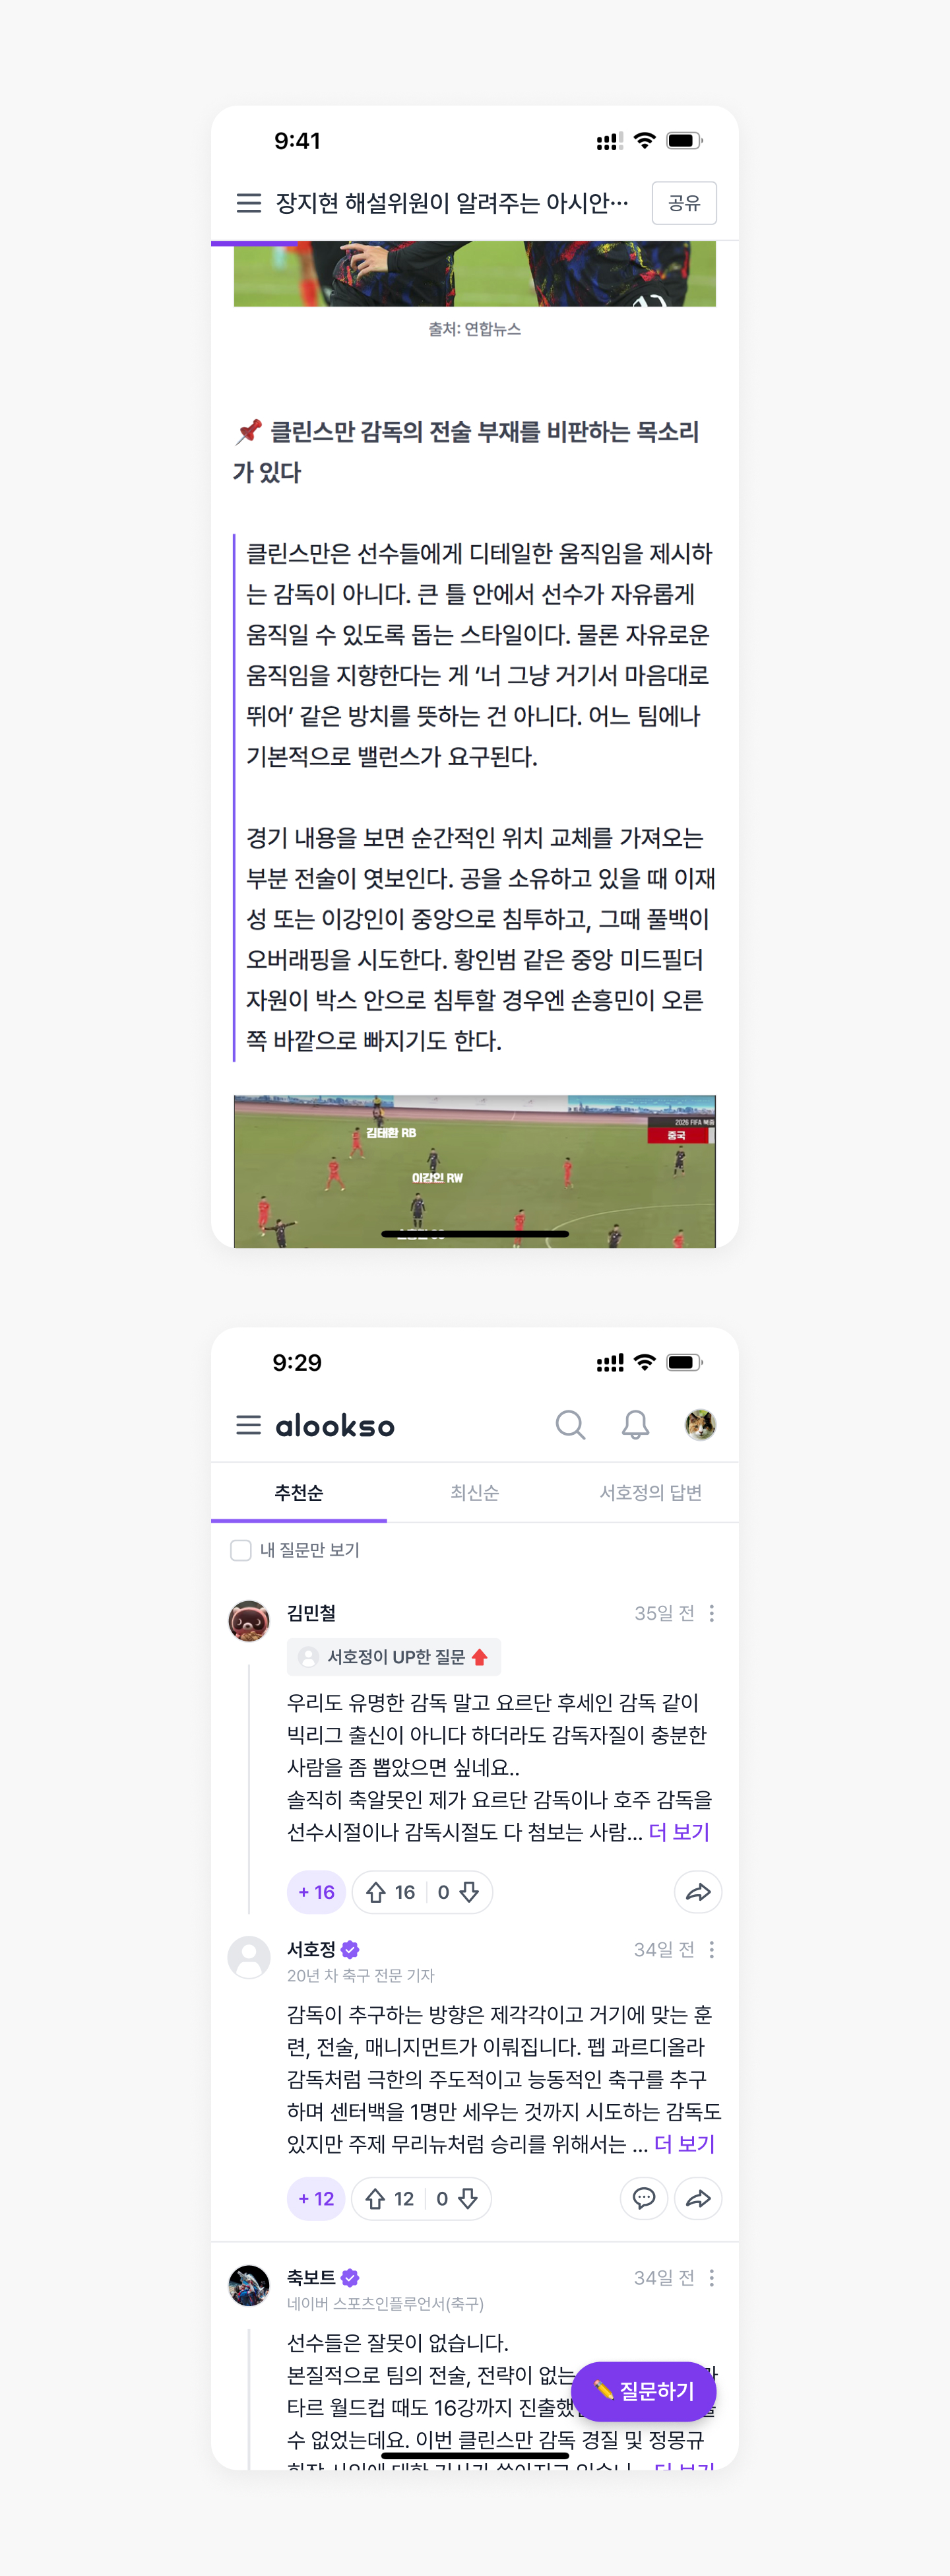 9:41
장지현 해설위원이 알려주는 아시안…
공유
출처: 연합뉴스
📌 클린스만 감독의 전술 부재를 비판하는 목소리
가 있다
클린스만은 선수들에게 디테일한 움직임을 제시하
는 감독이 아니다. 큰 틀 안에서 선수가 자유롭게
움직일 수 있도록 돕는 스타일이다. 물론 자유로운
움직임을 지향한다는 게 ‘너 그냥 거기서 마음대로
뛰어’ 같은 방치를 뜻하는 건 아니다. 어느 팀에나
기본적으로 밸런스가 요구된다.
경기 내용을 보면 순간적인 위치 교체를 가져오는
부분 전술이 엿보인다. 공을 소유하고 있을 때 이재
성 또는 이강인이 중앙으로 침투하고, 그때 풀백이
오버래핑을 시도한다. 황인범 같은 중앙 미드필더
자원이 박스 안으로 침투할 경우엔 손흥민이 오른
쪽 바깥으로 빠지기도 한다.
2026 FIFA 북중
김태환 RB
중국
이강인 RW
9:29
alookso
추천순
최신순
서호정의 답변
내 질문만 보기
김민철
35일 전
서호정이 UP한 질문
우리도 유명한 감독 말고 요르단 후세인 감독 같이
빅리그 출신이 아니다 하더라도 감독자질이 충분한
사람을 좀 뽑았으면 싶네요..
솔직히 축알못인 제가 요르단 감독이나 호주 감독을
선수시절이나 감독시절도 다 첨보는 사람... 더 보기
+ 16
16
0
서호정
34일 전
20년 차 축구 전문 기자
감독이 추구하는 방향은 제각각이고 거기에 맞는 훈
련, 전술, 매니지먼트가 이뤄집니다. 펩 과르디올라
감독처럼 극한의 주도적이고 능동적인 축구를 추구
하며 센터백을 1명만 세우는 것까지 시도하는 감독도
있지만 주제 무리뉴처럼 승리를 위해서는 ... 더 보기
+ 12
12
0
축보트
34일 전
네이버 스포츠인플루언서(축구)
선수들은 잘못이 없습니다.
본질적으로 팀의 전술, 전략이 없는
타르 월드컵 때도 16강까지 진출했
✏️ 질문하기
수 없었는데요. 이번 클린스만 감독 경질 및 정몽규